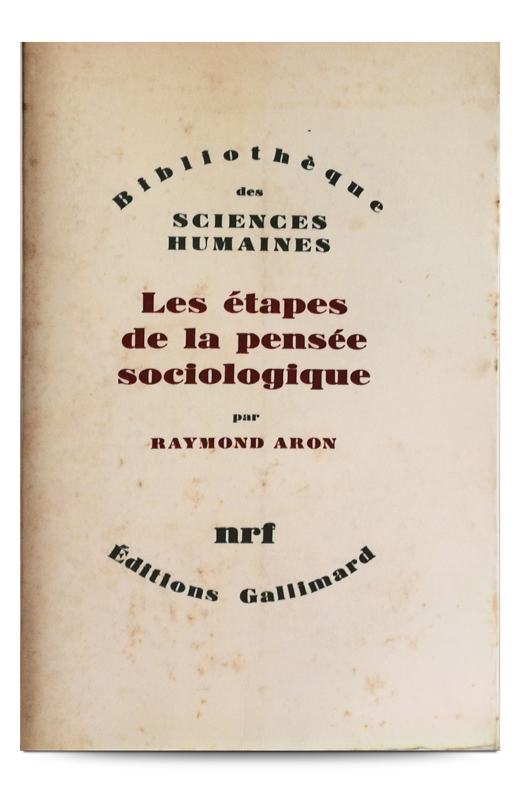 Bibliothèque
des
SCIENCES
HUMAINES
Les étapes
de la pensée
sociologique
par
RAYMOND ARON
nrf
Éditions Gallimard